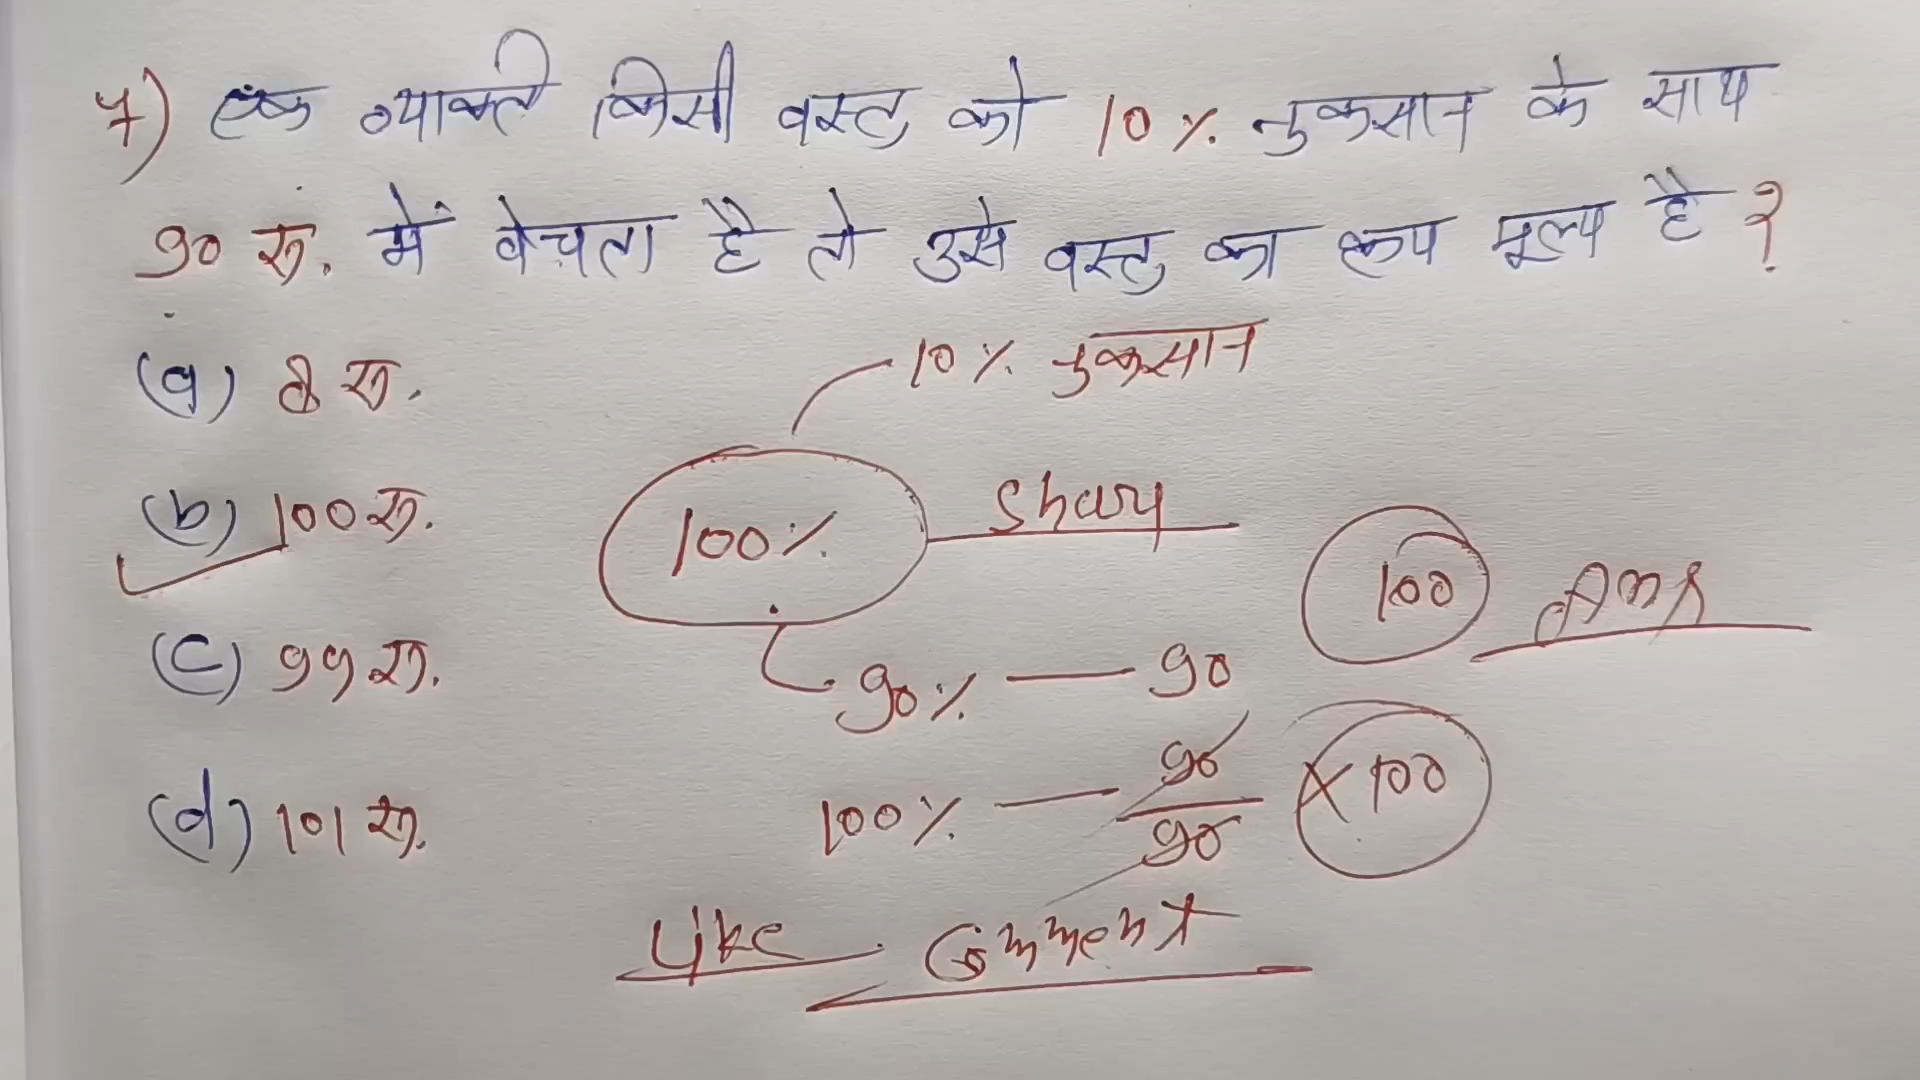 7) एक व्यक्ति किसी वस्तु को 10% नुकसान के साथ
90 रू. में बेचता है तो उसे वस्तु का क्रय मूल्य है ?
(a) 8 रू.
10% नुकसान
(b) 100 रू.
100%
Share
100 Ans
(c) 99 रू.
90% — 90
(d) 101 रू.
100% — 90/90 × 100
Like Comment